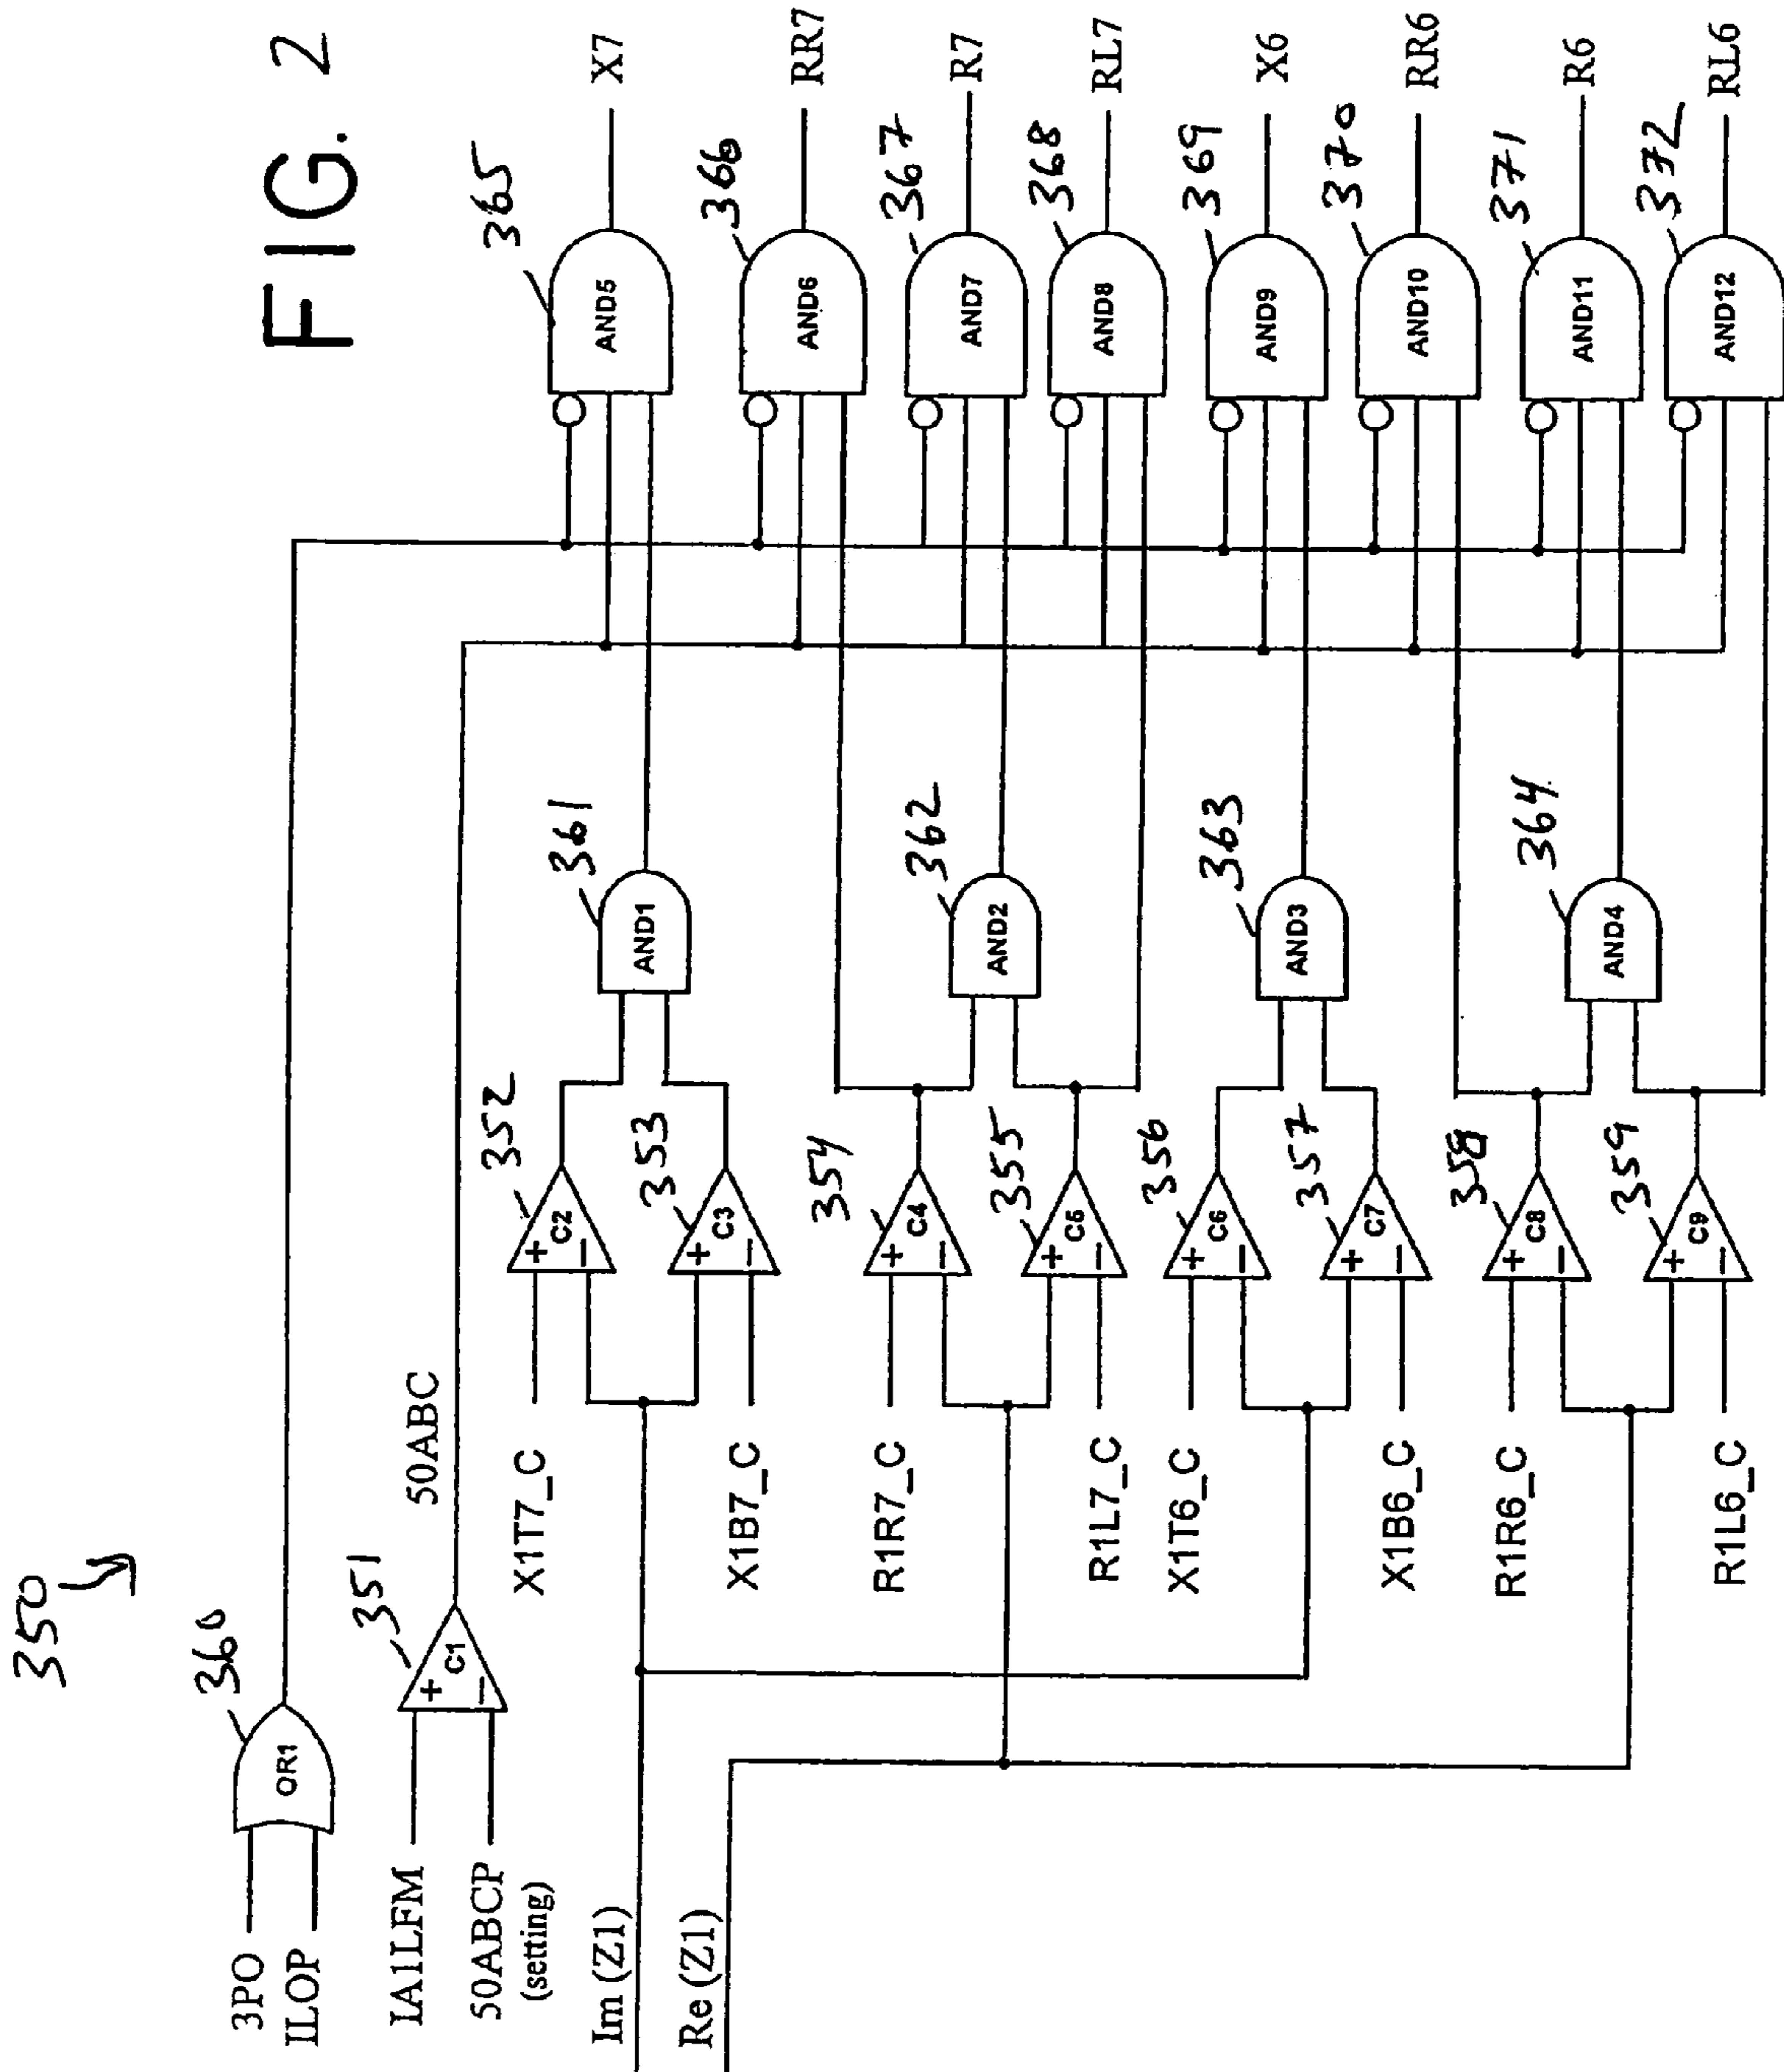 FIG. 2
350
360
OR1
3PO
ILOP
351
C1
+
−
IA1LFM
50ABCP
(setting)
50ABC
Im (Z1)
Re (Z1)
X1T7_C
352
+
−
C2
X1B7_C
353
+
−
C3
361
AND1
365
AND5
X7
366
AND6
RR7
R1R7_C
354
+
−
C4
R1L7_C
355
+
−
C5
362
AND2
367
AND7
R7
368
AND8
RL7
X1T6_C
356
+
−
C6
X1B6_C
357
+
−
C7
363
AND3
369
AND9
X6
370
AND10
RR6
R1R6_C
358
+
−
C8
R1L6_C
359
+
−
C9
364
AND4
371
AND11
R6
372
AND12
RL6